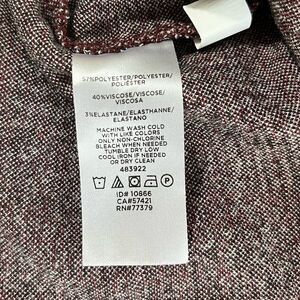 57%POLYESTER/POLYESTER/
POLIÉSTER
40%VISCOSE/VISCOSE/
VISCOSA
3%ELASTANE/ELASTHANNE/
ELASTANO
MACHINE WASH COLD
WITH LIKE COLORS
ONLY NON-CHLORINE
BLEACH WHEN NEEDED
TUMBLE DRY LOW
COOL IRON IF NEEDED
OR DRY CLEAN
483922
ID# 10866
CA#57421
RN#77379